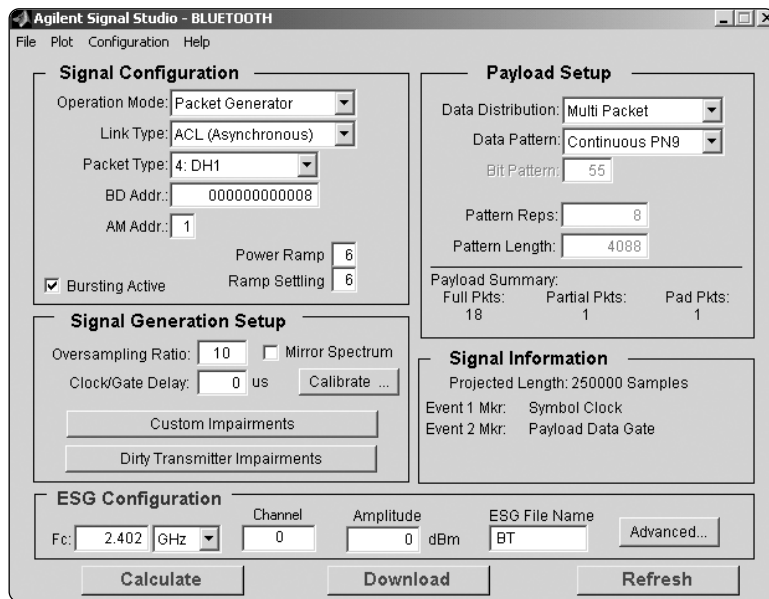 Agilent Signal Studio - BLUETOOTH
File Plot Configuration Help
Signal Configuration
Operation Mode: Packet Generator
Link Type: ACL (Asynchronous)
Packet Type: 4: DH1
BD Addr.: 000000000008
AM Addr.: 1
Power Ramp 6
Bursting Active
Ramp Settling 6
Payload Setup
Data Distribution: Multi Packet
Data Pattern: Continuous PN9
Bit Pattern: 55
Pattern Reps: 8
Pattern Length: 4088
Payload Summary:
Full Pkts: Partial Pkts: Pad Pkts:
18 1 1
Signal Generation Setup
Oversampling Ratio: 10 Mirror Spectrum
Clock/Gate Delay: 0 us Calibrate ...
Custom Impairments
Dirty Transmitter Impairments
Signal Information
Projected Length: 250000 Samples
Event 1 Mkr: Symbol Clock
Event 2 Mkr: Payload Data Gate
ESG Configuration
Channel Amplitude ESG File Name
Fc: 2.402 GHz 0 0 dBm BT Advanced...
Calculate Download Refresh